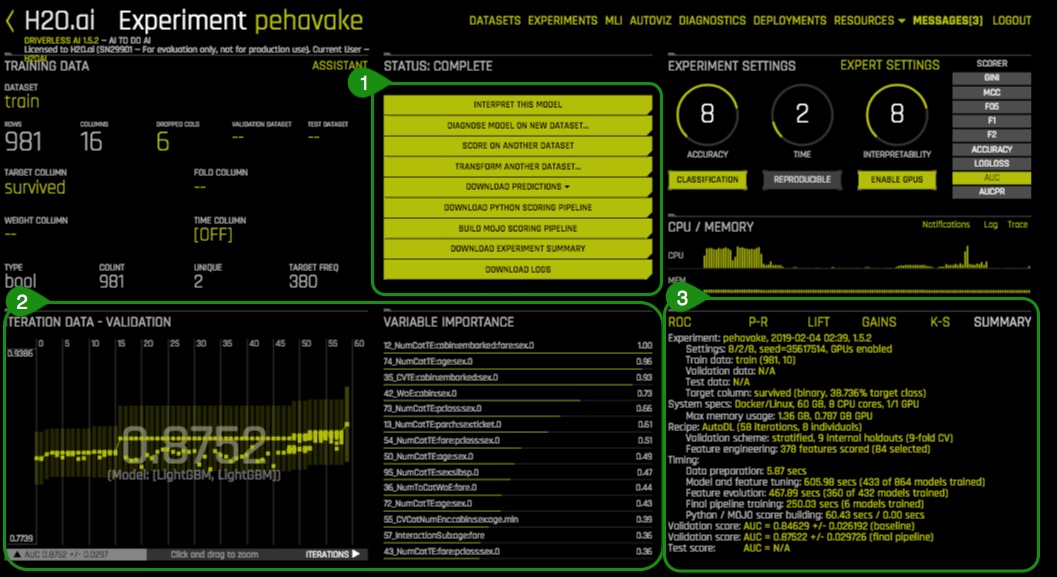 H2O.ai Experiment pehavake
DATASETS EXPERIMENTS MLI AUTOVIZ DIAGNOSTICS DEPLOYMENTS RESOURCES MESSAGES[3] LOGOUT
DRIVERLESS AI 1.5.2 – AI TO DO AI
Licensed to H2O.ai (SN29901 – For evaluation only, not for production use). Current User –
H2OAI
TRAINING DATA ASSISTANT
DATASET
train
ROWS COLUMNS DROPPED COLS VALIDATION DATASET TEST DATASET
981 16 6 -- --
TARGET COLUMN FOLD COLUMN
survived --
WEIGHT COLUMN TIME COLUMN
-- [OFF]
TYPE COUNT UNIQUE TARGET FREQ
bool 981 2 380
STATUS: COMPLETE
1
INTERPRET THIS MODEL
DIAGNOSE MODEL ON NEW DATASET...
SCORE ON ANOTHER DATASET
TRANSFORM ANOTHER DATASET...
DOWNLOAD PREDICTIONS
DOWNLOAD PYTHON SCORING PIPELINE
BUILD MOJO SCORING PIPELINE
DOWNLOAD EXPERIMENT SUMMARY
DOWNLOAD LOGS
EXPERIMENT SETTINGS EXPERT SETTINGS
8 2 8
ACCURACY TIME INTERPRETABILITY
CLASSIFICATION REPRODUCIBLE ENABLE GPUS
SCORER
GINI
MCC
F05
F1
F2
ACCURACY
LOGLOSS
AUC
AUCPR
CPU / MEMORY Notifications Log Trace
CPU
MEM
2
ITERATION DATA - VALIDATION
0 5 10 15 20 25 30 35 40 45 50 55 60
0.9386
0.8752
(Model: [LightGBM, LightGBM])
0.7739
AUC 0.8752 +/- 0.0297 Click and drag to zoom ITERATIONS
VARIABLE IMPORTANCE
12_NumCatTE:cabin:embarked:fare:sex.0 1.00
74_NumCatTE:age:sex.0 0.96
35_CVTE:cabin:embarked:sex.0 0.93
42_WoE:cabin:sex.0 0.73
73_NumCatTE:pclass:sex.0 0.66
13_NumCatTE:parch:sex:ticket.0 0.61
54_NumCatTE:fare:pclass:sex.0 0.51
50_NumCatTE:age:sex.0 0.49
95_NumCatTE:sex:sibsp.0 0.47
36_NumToCatWoE:fare.0 0.44
72_NumCatTE:age:sex.0 0.43
55_CVCatNumEnc:cabin:sex:age.min 0.39
57_InteractionSub:age:fare 0.36
43_NumCatTE:fare:pclass:sex.0 0.36
3
ROC P-R LIFT GAINS K-S SUMMARY
Experiment: pehavake, 2019-02-04 02:39, 1.5.2
Settings: 8/2/8, seed=35617514, GPUs enabled
Train data: train (981, 10)
Validation data: N/A
Test data: N/A
Target column: survived (binary, 38.736% target class)
System specs: Docker/Linux, 60 GB, 8 CPU cores, 1/1 GPU
Max memory usage: 1.36 GB, 0.787 GB GPU
Recipe: AutoDL (58 iterations, 8 individuals)
Validation scheme: stratified, 9 internal holdouts (9-fold CV)
Feature engineering: 378 features scored (84 selected)
Timing:
Data preparation: 5.87 secs
Model and feature tuning: 605.98 secs (433 of 864 models trained)
Feature evolution: 467.89 secs (360 of 432 models trained)
Final pipeline training: 250.03 secs (6 models trained)
Python / MOJO scorer building: 60.43 secs / 0.00 secs
Validation score: AUC = 0.84629 +/- 0.026192 (baseline)
Validation score: AUC = 0.87522 +/- 0.029726 (final pipeline)
Test score: AUC = N/A